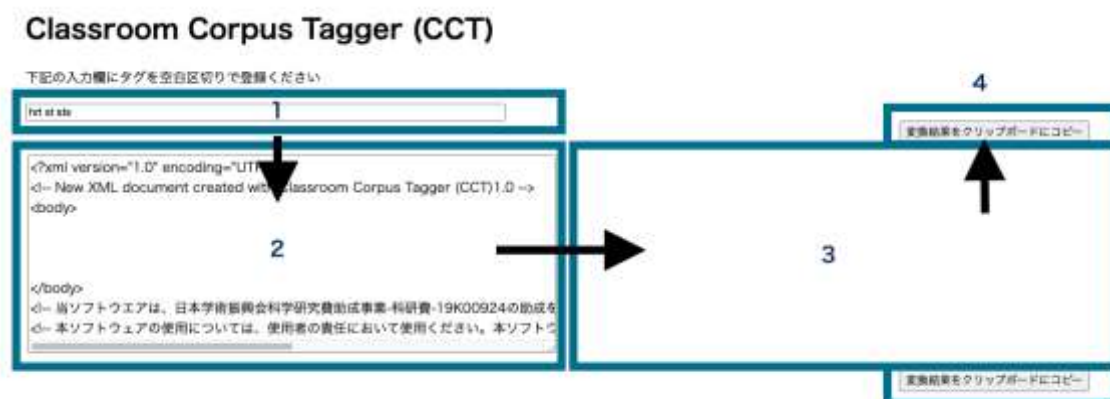 Classroom Corpus Tagger (CCT)
下記の入力欄にタグを空白区切りで登録ください
4
1
変換結果をクリップボードにコピー
<?xml version="1.0" encoding="UTF
<!-- New XML document created with Classroom Corpus Tagger (CCT)1.0 -->
<body>
2
3
</body>
<!-- 当ソフトウエアは、日本学術振興会科学研究費助成事業-科研費-19K00924の助成を
<!-- 本ソフトウェアの使用については、使用者の責任において使用ください。本ソフトウ
変換結果をクリップボードにコピー